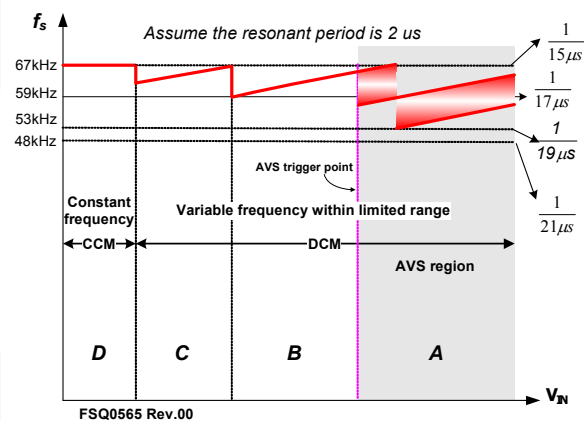 fs
Assume the resonant period is 2 us
67kHz
59kHz
53kHz
48kHz
1
15μs
1
17μs
1
19μs
1
21μs
AVS trigger point
Constant
frequency
Variable frequency within limited range
CCM
DCM
AVS region
D
C
B
A
VIN
FSQ0565 Rev.00